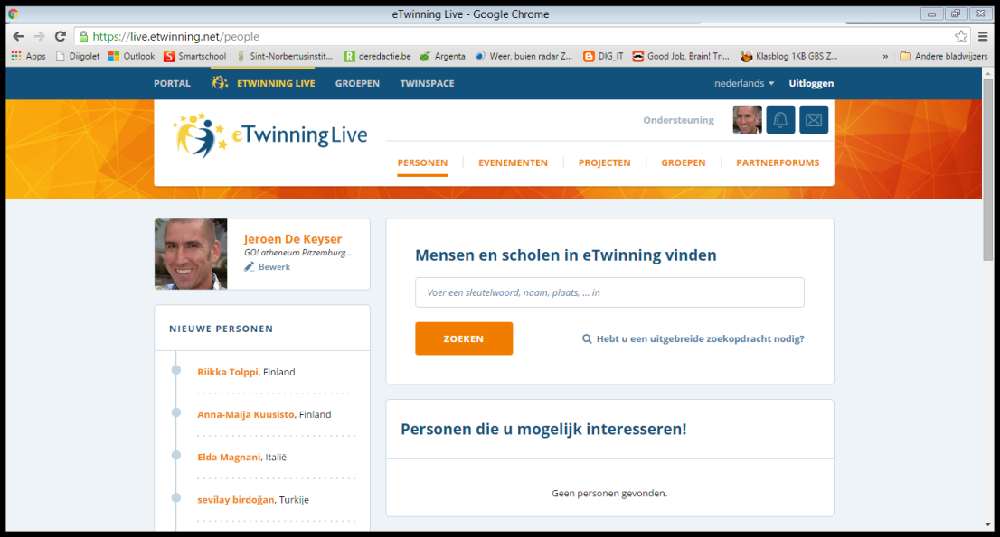 eTwinning Live - Google Chrome
https://live.etwinning.net/people
Apps Diigolet Outlook Smartschool Sint-Norbertusinstit... deredactie.be Argenta Weer, buien radar Z... DIG_IT Good Job, Brain! Tri... Klasblog 1KB GBS Z... » Andere bladwijzers
PORTAL ETWINNING LIVE GROEPEN TWINSPACE nederlands Uitloggen
eTwinning Live
Ondersteuning
PERSONEN EVENEMENTEN PROJECTEN GROEPEN PARTNERFORUMS
Jeroen De Keyser
GO! atheneum Pitzemburg...
Bewerk
Mensen en scholen in eTwinning vinden
Voer een sleutelwoord, naam, plaats, ... in
ZOEKEN Hebt u een uitgebreide zoekopdracht nodig?
NIEUWE PERSONEN
Riikka Tolppi, Finland
Anna-Maija Kuusisto, Finland
Elda Magnani, Italië
sevilay birdoğan, Turkije
Personen die u mogelijk interesseren!
Geen personen gevonden.